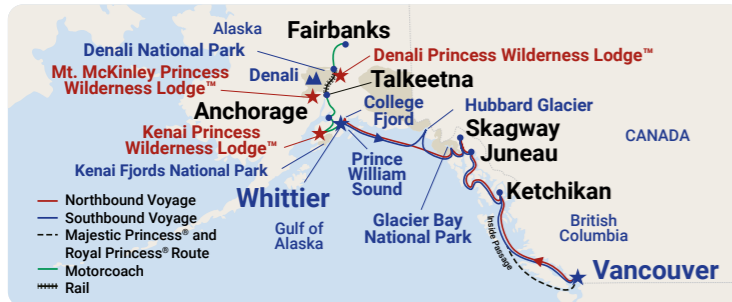 Alaska
Fairbanks
Denali National Park
Denali Princess Wilderness Lodge™
Mt. McKinley Princess
Wilderness Lodge™
Denali
Talkeetna
Anchorage
College
Fjord
Hubbard Glacier
Skagway
CANADA
Kenai Princess
Wilderness Lodge™
Juneau
Kenai Fjords National Park
Prince
William
Sound
Whittier
Ketchikan
Glacier Bay
National Park
Gulf of
Alaska
British
Columbia
Inside Passage
Vancouver
Northbound Voyage
Southbound Voyage
Majestic Princess® and
Royal Princess® Route
Motorcoach
Rail